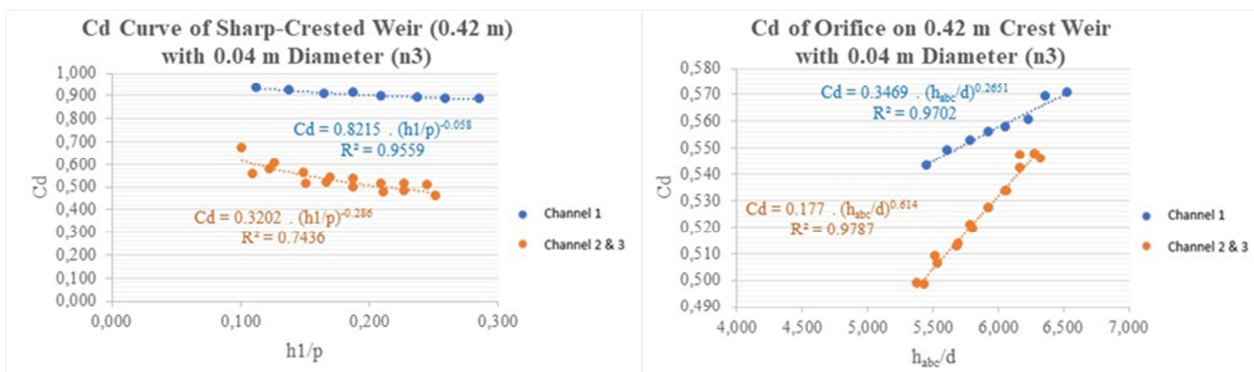 Cd Curve of Sharp-Crested Weir (0.42 m)
with 0.04 m Diameter (n3)
1,000
0,900
0,800
0,700
0,600
0,500
0,400
0,300
0,200
0,100
0,000
Cd
Cd = 0.8215 . (h1/p)-0.058
R² = 0.9559
Cd = 0.3202 . (h1/p)-0.286
R² = 0.7436
Channel 1
Channel 2 & 3
0,000 0,100 0,200 0,300
h1/p
Cd of Orifice on 0.42 m Crest Weir
with 0.04 m Diameter (n3)
0,580
0,570
0,560
0,550
0,540
0,530
0,520
0,510
0,500
0,490
Cd
Cd = 0.3469 . (habc/d)0.2651
R² = 0.9702
Cd = 0.177 . (habc/d)0.614
R² = 0.9787
Channel 1
Channel 2 & 3
4,000 4,500 5,000 5,500 6,000 6,500 7,000
habc/d